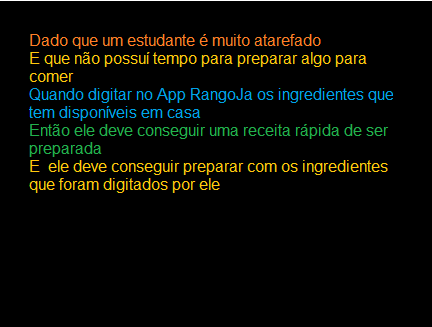 Dado que um estudante é muito atarefado
E que não possuí tempo para preparar algo para
comer
Quando digitar no App RangoJa os ingredientes que
tem disponíveis em casa
Então ele deve conseguir uma receita rápida de ser
preparada
E  ele deve conseguir preparar com os ingredientes
que foram digitados por ele